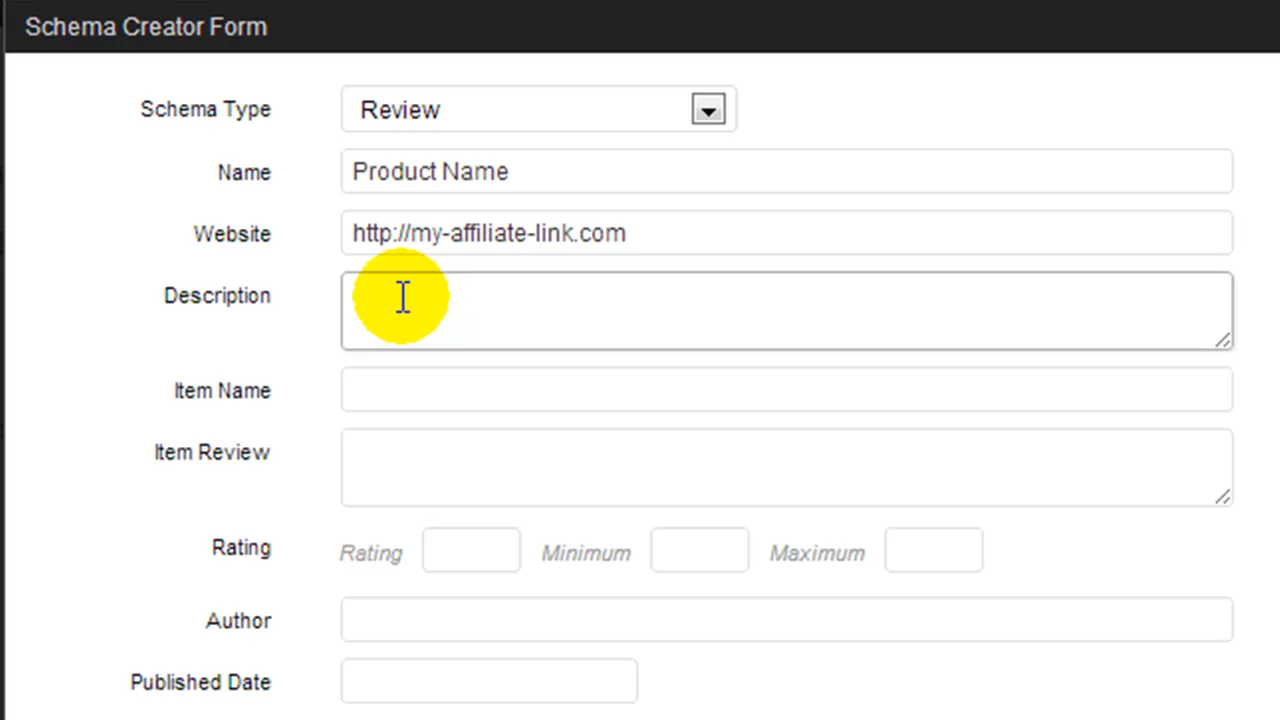 Schema Creator Form
Schema Type Review
Name Product Name
Website http://my-affiliate-link.com
Description
Item Name
Item Review
Rating Rating Minimum Maximum
Author
Published Date